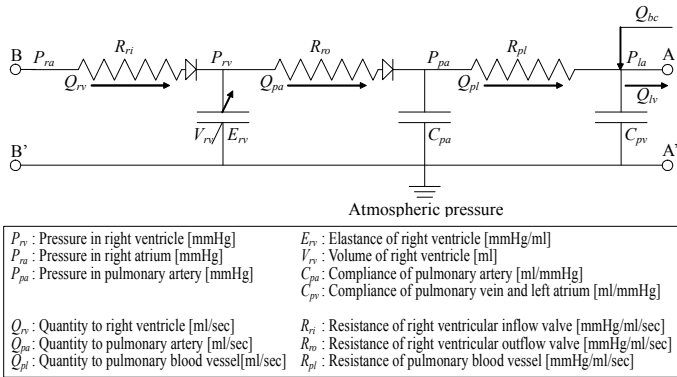 Q_bc
B P_ra R_ri P_rv R_ro P_pa R_pl P_la A
Q_rv Q_pa Q_pl Q_lv
V_rv E_rv C_pa C_pv
B' A'
Atmospheric pressure
P_rv : Pressure in right ventricle [mmHg] E_rv : Elastance of right ventricle [mmHg/ml]
P_ra : Pressure in right atrium [mmHg] V_rv : Volume of right ventricle [ml]
P_pa : Pressure in pulmonary artery [mmHg] C_pa : Compliance of pulmonary artery [ml/mmHg]
C_pv : Compliance of pulmonary vein and left atrium [ml/mmHg]
Q_rv : Quantity to right ventricle [ml/sec] R_ri : Resistance of right ventricular inflow valve [mmHg/ml/sec]
Q_pa : Quantity to pulmonary artery [ml/sec] R_ro : Resistance of right ventricular outflow valve [mmHg/ml/sec]
Q_pl : Quantity to pulmonary blood vessel[ml/sec] R_pl : Resistance of pulmonary blood vessel [mmHg/ml/sec]